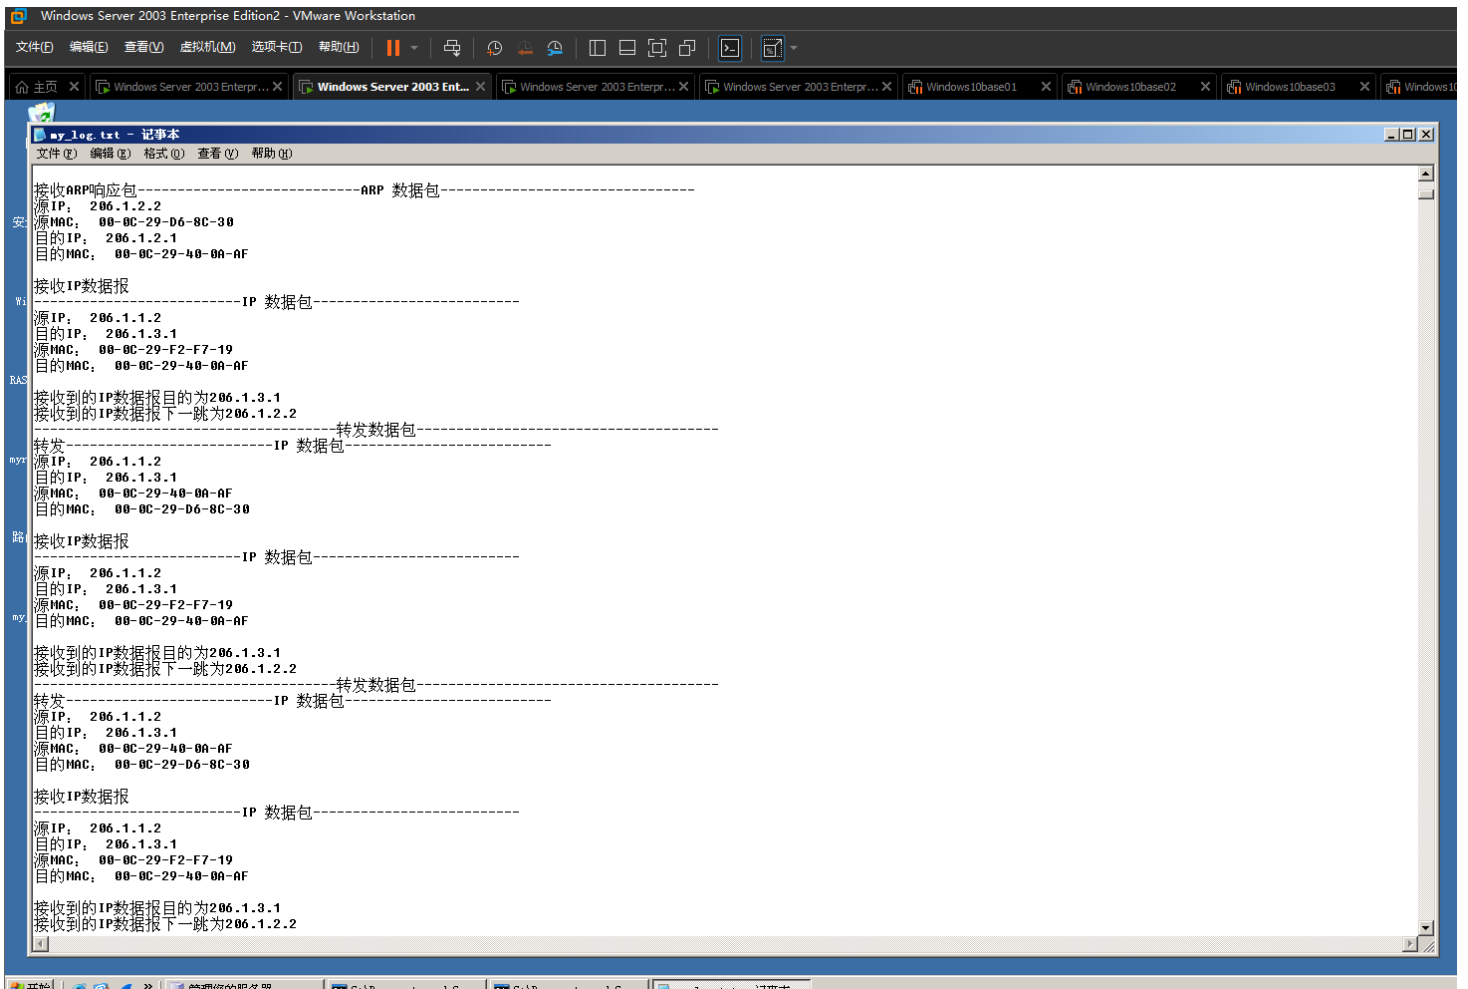 Windows Server 2003 Enterprise Edition2 - VMware Workstation
文件(F) 编辑(E) 查看(V) 虚拟机(M) 选项卡(T) 帮助(H)
主页 Windows Server 2003 Enterpr... Windows Server 2003 Ent... Windows Server 2003 Enterpr... Windows Server 2003 Enterpr... Windows10base01 Windows10base02 Windows10base03 Windows10
my_log.txt - 记事本
文件(F) 编辑(E) 格式(O) 查看(V) 帮助(H)
接收ARP响应包----------------------------ARP 数据包--------------------------------
源IP: 206.1.2.2
源MAC: 00-0C-29-D6-8C-30
目的IP: 206.1.2.1
目的MAC: 00-0C-29-40-0A-AF
接收IP数据报
--------------------------IP 数据包--------------------------
源IP: 206.1.1.2
目的IP: 206.1.3.1
源MAC: 00-0C-29-F2-F7-19
目的MAC: 00-0C-29-40-0A-AF
接收到的IP数据报目的为206.1.3.1
接收到的IP数据报下一跳为206.1.2.2
--------------------------------------转发数据包--------------------------------------
转发--------------------------IP 数据包--------------------------
源IP: 206.1.1.2
目的IP: 206.1.3.1
源MAC: 00-0C-29-40-0A-AF
目的MAC: 00-0C-29-D6-8C-30
接收IP数据报
--------------------------IP 数据包--------------------------
源IP: 206.1.1.2
目的IP: 206.1.3.1
源MAC: 00-0C-29-F2-F7-19
目的MAC: 00-0C-29-40-0A-AF
接收到的IP数据报目的为206.1.3.1
接收到的IP数据报下一跳为206.1.2.2
--------------------------------------转发数据包--------------------------------------
转发--------------------------IP 数据包--------------------------
源IP: 206.1.1.2
目的IP: 206.1.3.1
源MAC: 00-0C-29-40-0A-AF
目的MAC: 00-0C-29-D6-8C-30
接收IP数据报
--------------------------IP 数据包--------------------------
源IP: 206.1.1.2
目的IP: 206.1.3.1
源MAC: 00-0C-29-F2-F7-19
目的MAC: 00-0C-29-40-0A-AF
接收到的IP数据报目的为206.1.3.1
接收到的IP数据报下一跳为206.1.2.2
安
Wi
RAS
myr
路
my_
开始 管理您的服务器